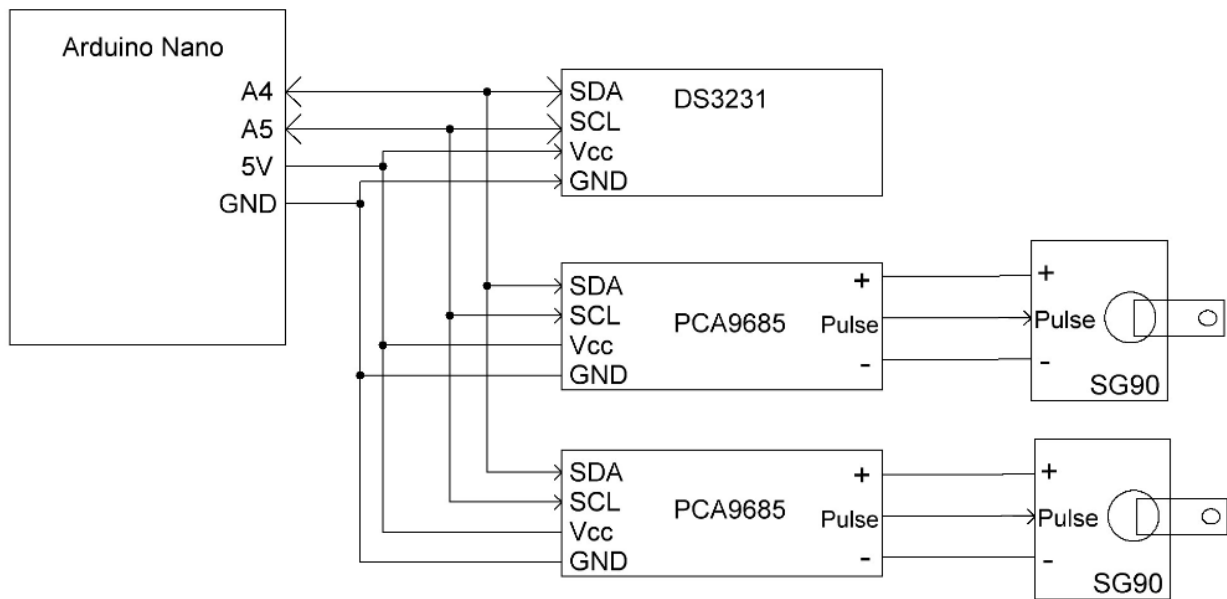 Arduino Nano
A4
A5
5V
GND
SDA
SCL
Vcc
GND
DS3231
SDA
SCL
Vcc
GND
PCA9685
+
Pulse
-
+
Pulse
-
SG90
SDA
SCL
Vcc
GND
PCA9685
+
Pulse
-
+
Pulse
-
SG90